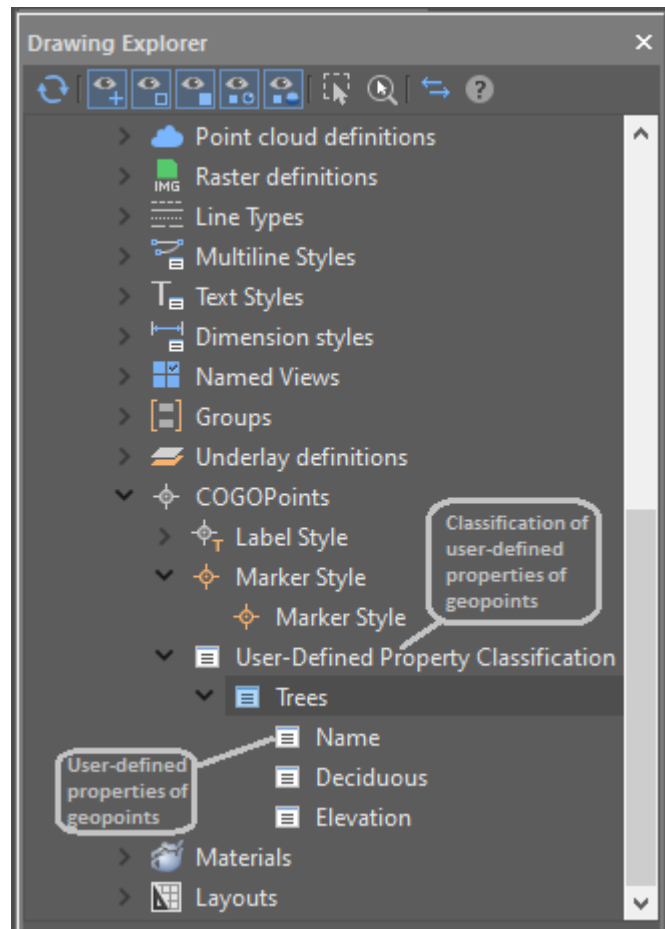 Drawing Explorer
Point cloud definitions
IMG
Raster definitions
Line Types
Multiline Styles
T Text Styles
Dimension styles
Named Views
Groups
Underlay definitions
COGOPoints
T Label Style
Marker Style
Marker Style
Classification of
user-defined
properties of
geopoints
User-Defined Property Classification
Trees
Name
Deciduous
Elevation
User-defined
properties of
geopoints
Materials
Layouts